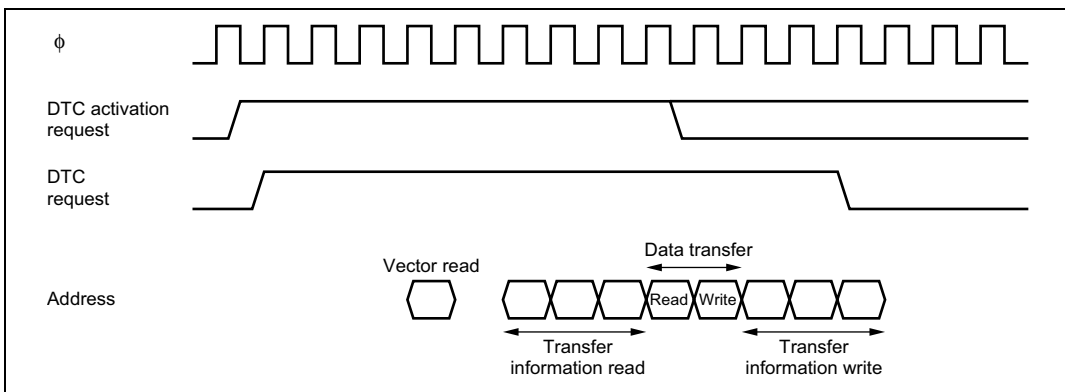 ϕ
DTC activation
request
DTC
request
Data transfer
Vector read
Address
Read
Write
Transfer
information read
Transfer
information write